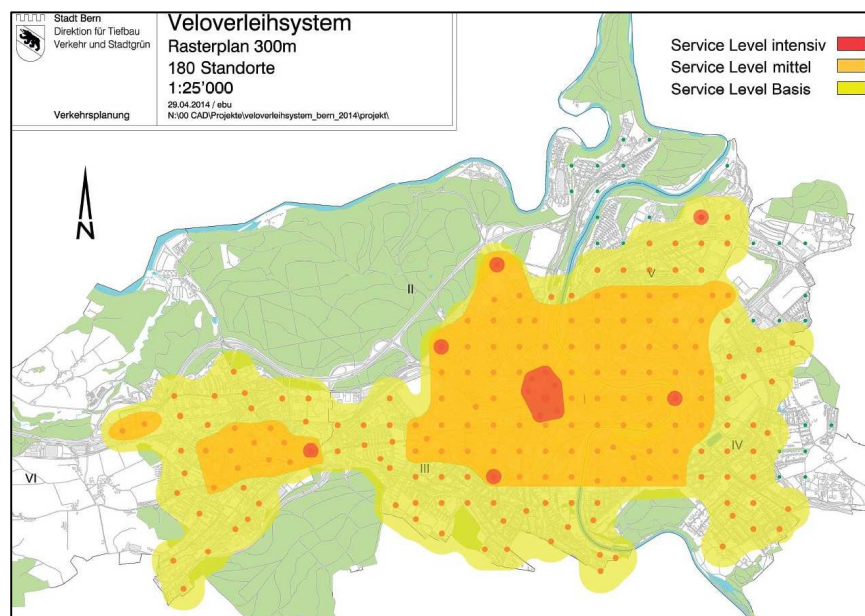 Stadt Bern
Direktion für Tiefbau
Verkehr und Stadtgrün
Verkehrsplanung
Veloverleihsystem
Rasterplan 300m
180 Standorte
1:25'000
29.04.2014 / ebu
N:\00 CAD\Projekte\veloverleihsystem_bern_2014\projekt\
Service Level intensiv
Service Level mittel
Service Level Basis
N
II
V
I
III
IV
VI